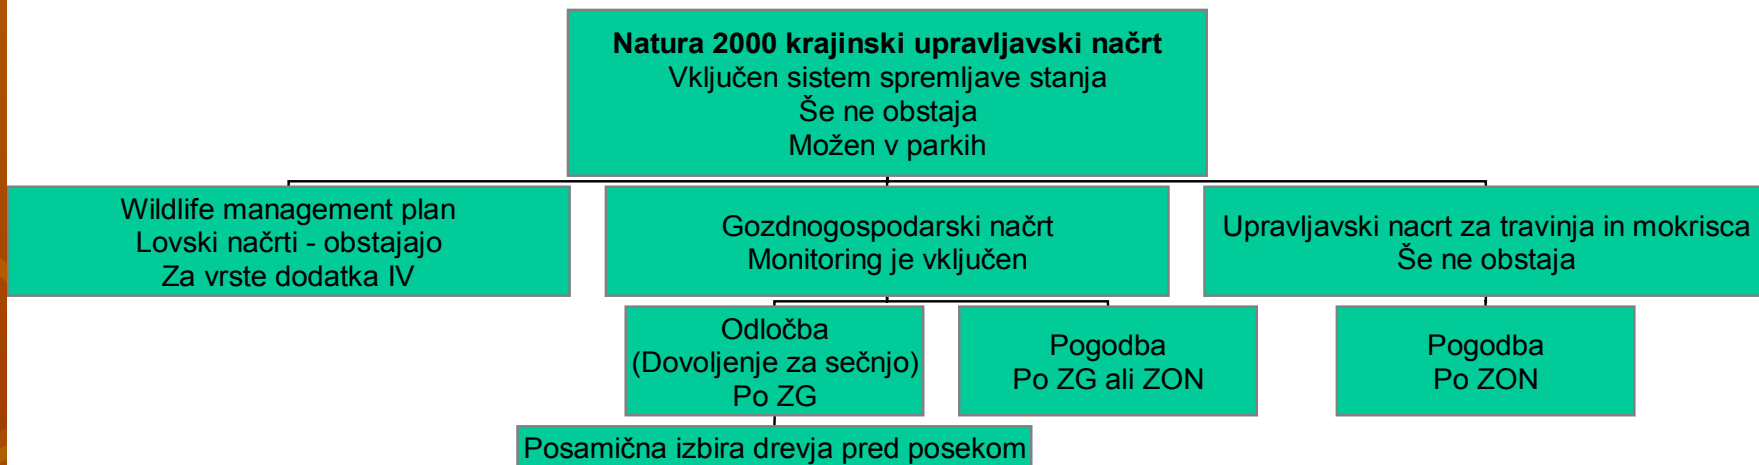 Natura 2000 krajinski upravljavski načrt
Vključen sistem spremljave stanja
Še ne obstaja
Možen v parkih
Wildlife management plan
Lovski načrti - obstajajo
Za vrste dodatka IV
Gozdnogospodarski načrt
Monitoring je vključen
Upravljavski nacrt za travinja in mokrisca
Še ne obstaja
Odločba
(Dovoljenje za sečnjo)
Po ZG
Pogodba
Po ZG ali ZON
Pogodba
Po ZON
Posamična izbira drevja pred posekom